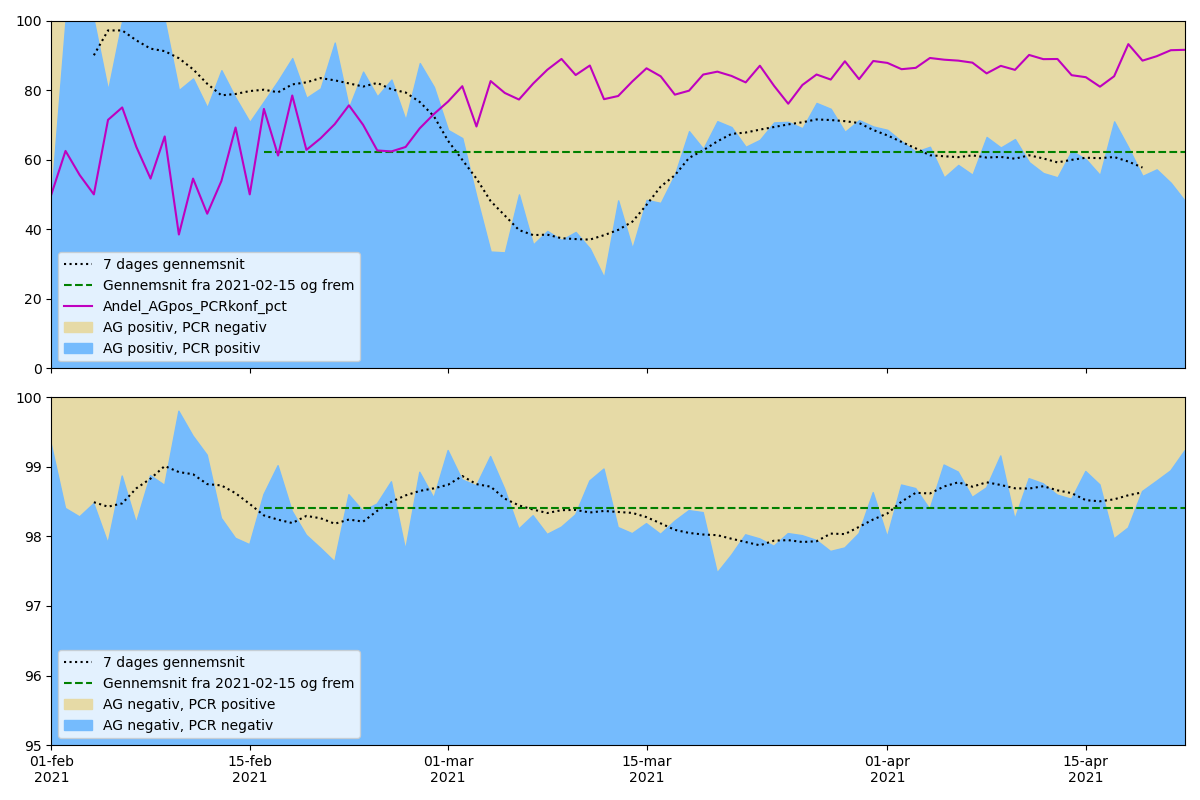 100
80
60
40
20
0
7 dages gennemsnit
Gennemsnit fra 2021-02-15 og frem
Andel_AGpos_PCRkonf_pct
AG positiv, PCR negativ
AG positiv, PCR positiv
100
99
98
97
96
95
7 dages gennemsnit
Gennemsnit fra 2021-02-15 og frem
AG negativ, PCR positive
AG negativ, PCR negativ
01-feb 15-feb 01-mar 15-mar 01-apr 15-apr
2021 2021 2021 2021 2021 2021